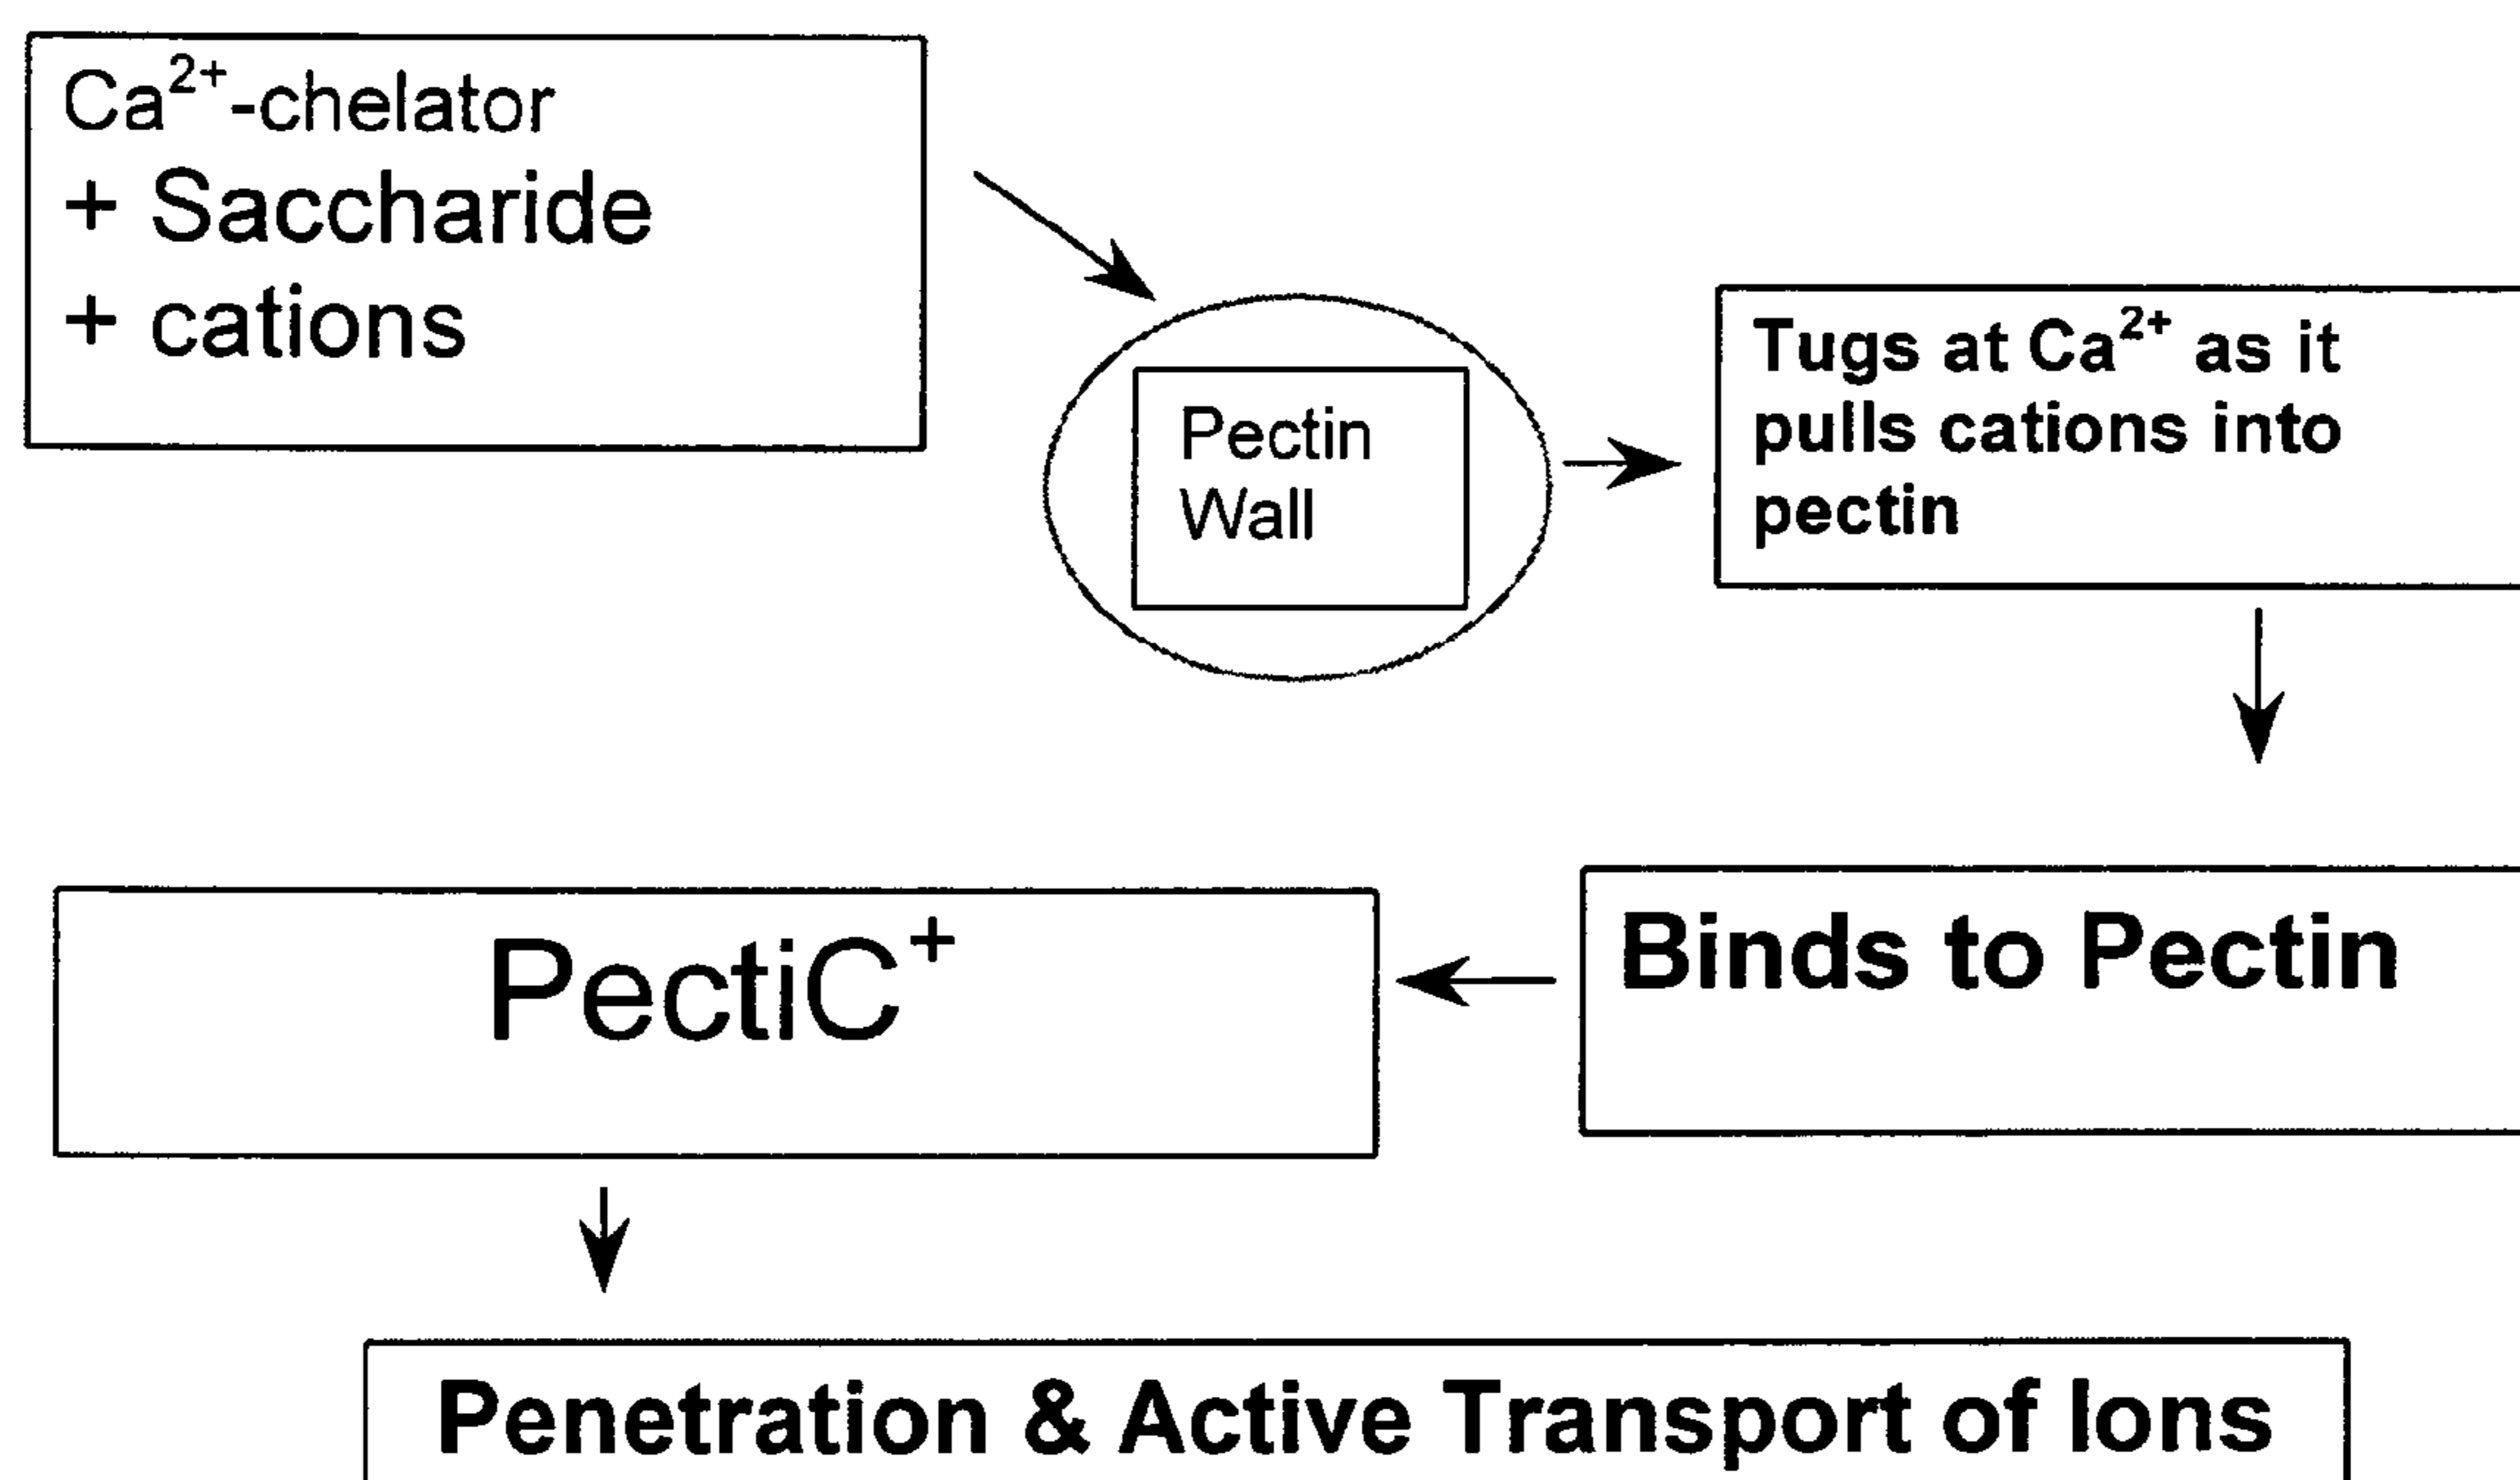 Ca²⁺-chelator
+ Saccharide
+ cations
Pectin
Wall
Tugs at Ca²⁺ as it
pulls cations into
pectin
Binds to Pectin
PectiC⁺
Penetration & Active Transport of Ions